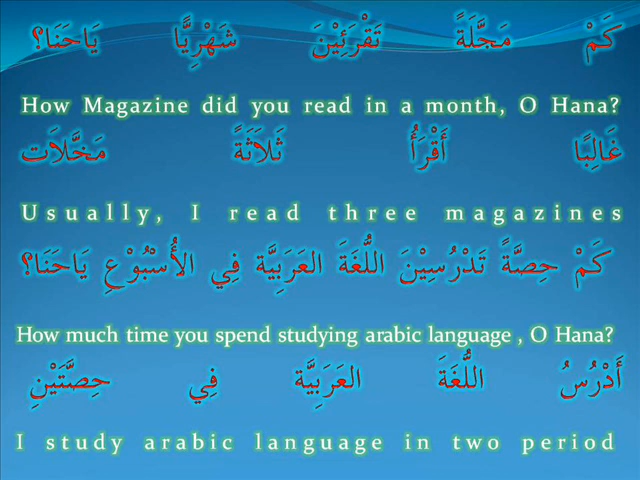 كَمْ مَجَّلَةً تَقْرَئِيْنَ شَهْرِيًّا يَاحَنَا؟
How Magazine did you read in a month, O Hana?
غَالِبًا أَقْرَأُ ثَلَاثَةً مَخَّلَات
Usually, I read three magazines
كَمْ حِصَّةً تَدْرُسِيْنَ اللُّغَةَ العَرَبِيَّة فِي الأُسْبُوْعِ يَاحَنَا؟
How much time you spend studying arabic language , O Hana?
أَدْرُسُ اللُّغَةَ العَرَبِيَّة فِي حِصَّتَيْنِ
I study arabic language in two period